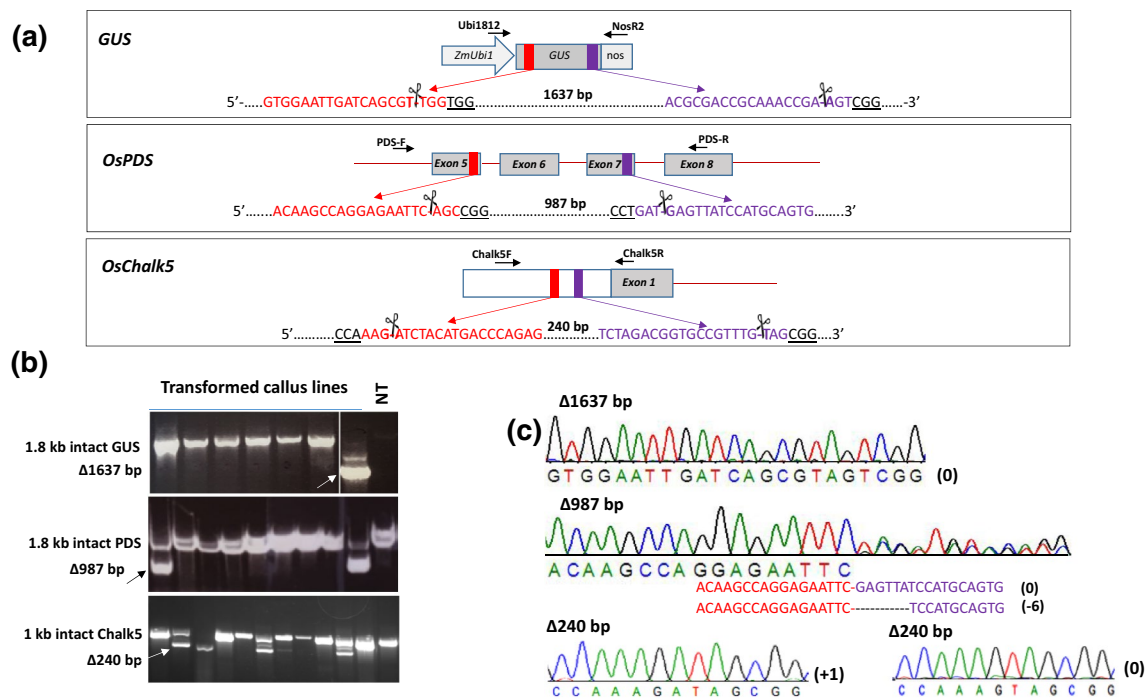 (a)
GUS
Ubi1812
NosR2
ZmUbi1
GUS
nos
5’-.....GTGGAATTGATCAGCGTTGGTGG......................1637 bp.........................ACGCGACCGCAAACCGA-AGTCGG......-3’
OsPDS
PDS-F
PDS-R
Exon 5
Exon 6
Exon 7
Exon 8
5’.......ACAAGCCAGGAGAATTC-AGCCGG.................987 bp............CCTGAT-GAGTTATCCATGCAGTG........3’
OsChalk5
Chalk5F
Chalk5R
Exon 1
5’...........CCAAAG-ATCTACATGACCCAGAG...240 bp............TCTAGACGGTGCCGTTTG-TAGCGG....3’
(b)
Transformed callus lines
NT
1.8 kb intact GUS
Δ1637 bp
1.8 kb intact PDS
Δ987 bp
1 kb intact Chalk5
Δ240 bp
(c)
Δ1637 bp
GTGGAATTGATCAGCGTAGTCGG (0)
Δ987 bp
ACAAGCCAGGAGAATTC
ACAAGCCAGGAGAATTC-GAGTTATCCATGCAGTG (0)
ACAAGCCAGGAGAATTC-----------TCCATGCAGTG (-6)
Δ240 bp
CCAAAGATAGCGG (+1)
Δ240 bp
CCAAAGTAGCGG (0)